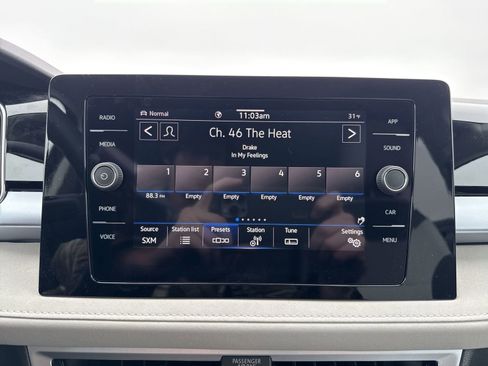 Normal 11:03am 31°F
RADIO
MEDIA
PHONE
VOICE
APP
SOUND
CAR
MENU
< Ch. 46 The Heat >
Drake
In My Feelings
1 2 3 4 5 6
88.3 FM Empty Empty Empty Empty Empty
Source Station list Presets Station Tune Settings
SXM
PASSENGER